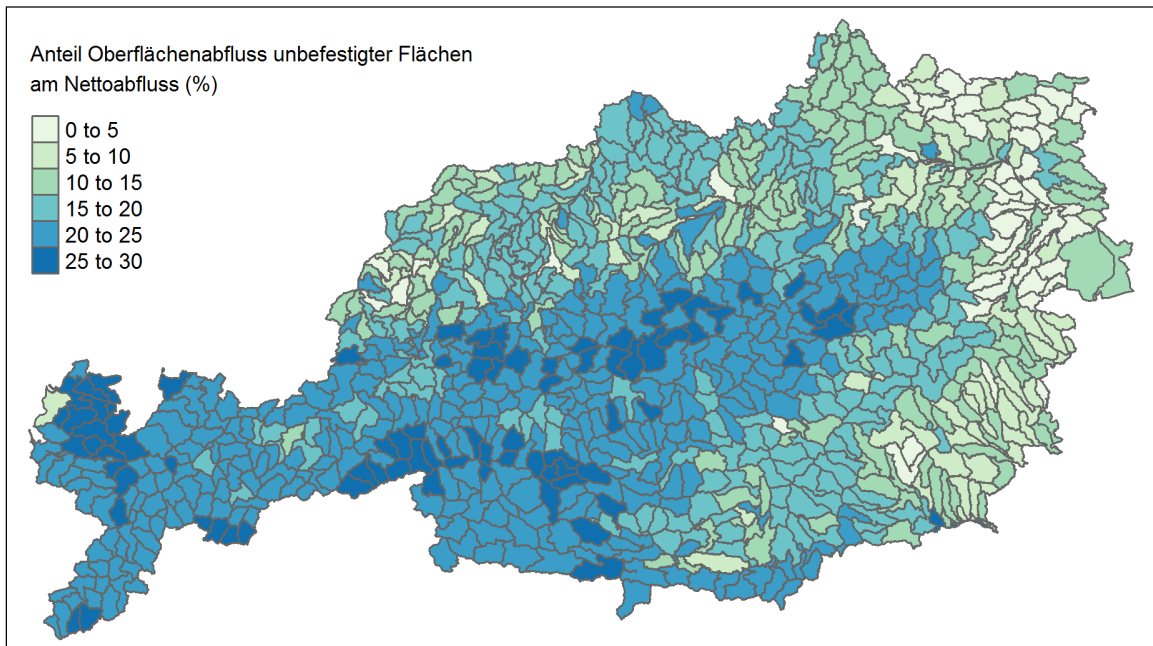 Anteil Oberflächenabfluss unbefestigter Flächen
am Nettoabfluss (%)
0 to 5
5 to 10
10 to 15
15 to 20
20 to 25
25 to 30